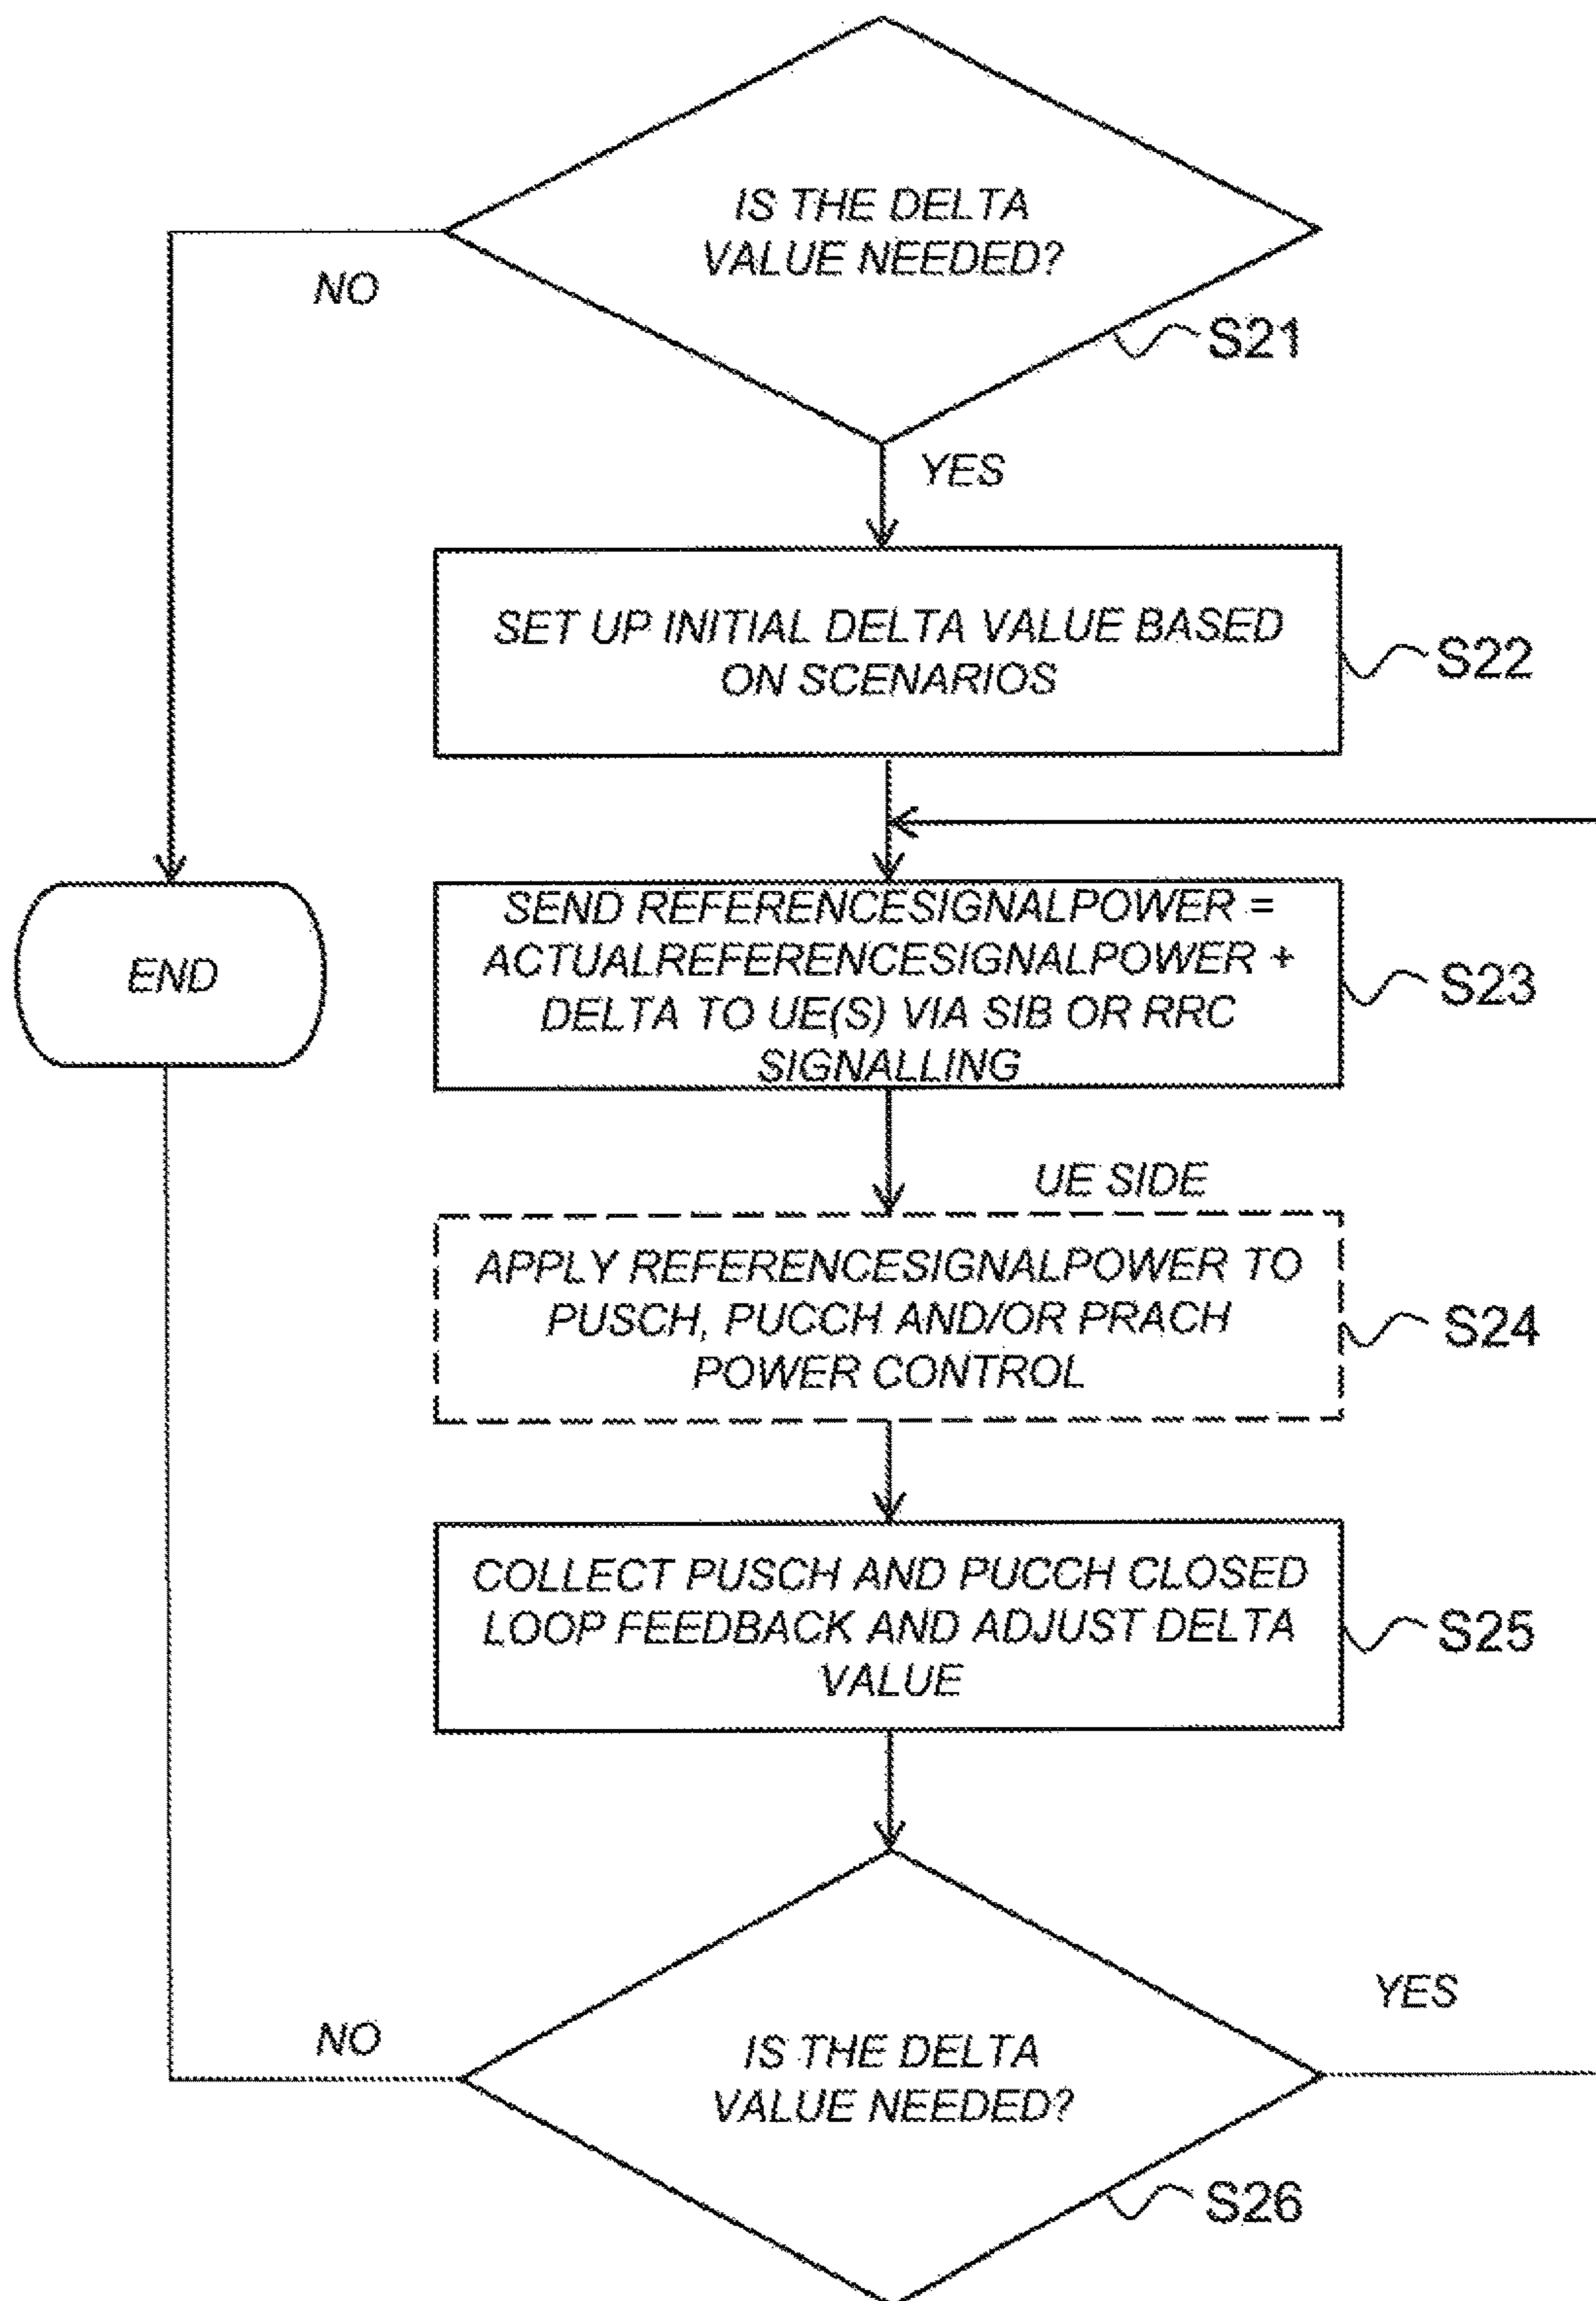 IS THE DELTA
VALUE NEEDED?
NO
S21
YES
SET UP INITIAL DELTA VALUE BASED
ON SCENARIOS
S22
SEND REFERENCESIGNALPOWER =
ACTUALREFERENCESIGNALPOWER +
DELTA TO UE(S) VIA SIB OR RRC
SIGNALLING
S23
END
UE SIDE
APPLY REFERENCESIGNALPOWER TO
PUSCH, PUCCH AND/OR PRACH
POWER CONTROL
S24
COLLECT PUSCH AND PUCCH CLOSED
LOOP FEEDBACK AND ADJUST DELTA
VALUE
S25
YES
NO
IS THE DELTA
VALUE NEEDED?
S26